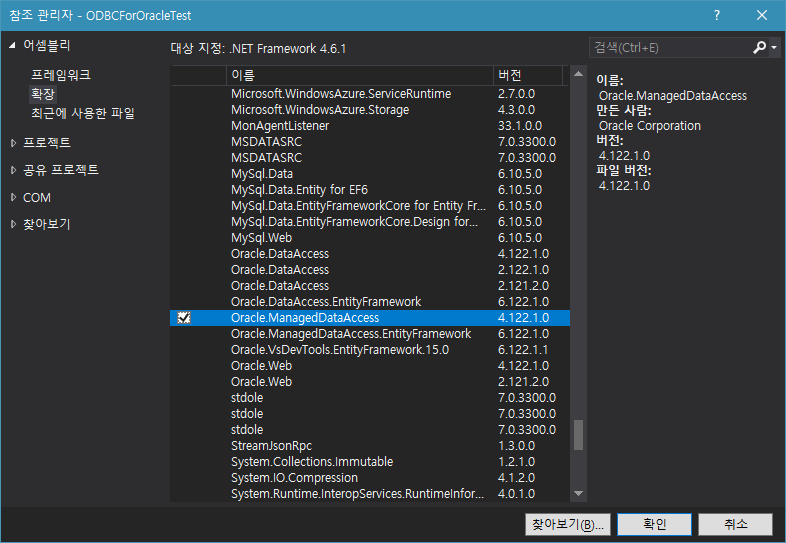 참조 관리자 - ODBCForOracleTest
어셈블리
프레임워크
확장
최근에 사용한 파일
프로젝트
공유 프로젝트
COM
찾아보기
대상 지정: .NET Framework 4.6.1
검색(Ctrl+E)
이름 버전
Microsoft.WindowsAzure.ServiceRuntime 2.7.0.0
Microsoft.WindowsAzure.Storage 4.3.0.0
MonAgentListener 33.1.0.0
MSDATASRC 7.0.3300.0
MSDATASRC 7.0.3300.0
MySql.Data 6.10.5.0
MySql.Data.Entity for EF6 6.10.5.0
MySql.Data.EntityFrameworkCore for Entity Fr... 6.10.5.0
MySql.Data.EntityFrameworkCore.Design for... 6.10.5.0
MySql.Web 6.10.5.0
Oracle.DataAccess 4.122.1.0
Oracle.DataAccess 2.122.1.0
Oracle.DataAccess 2.121.2.0
Oracle.DataAccess.EntityFramework 6.122.1.0
Oracle.ManagedDataAccess 4.122.1.0
Oracle.ManagedDataAccess.EntityFramework 6.122.1.0
Oracle.VsDevTools.EntityFramework.15.0 6.122.1.1
Oracle.Web 4.122.1.0
Oracle.Web 2.121.2.0
stdole 7.0.3300.0
stdole 7.0.3300.0
stdole 7.0.3300.0
StreamJsonRpc 1.3.0.0
System.Collections.Immutable 1.2.1.0
System.IO.Compression 4.1.2.0
System.Runtime.InteropServices.RuntimeInfor... 4.0.1.0
이름:
Oracle.ManagedDataAccess
만든 사람:
Oracle Corporation
버전:
4.122.1.0
파일 버전:
4.122.1.0
찾아보기(B)... 확인 취소